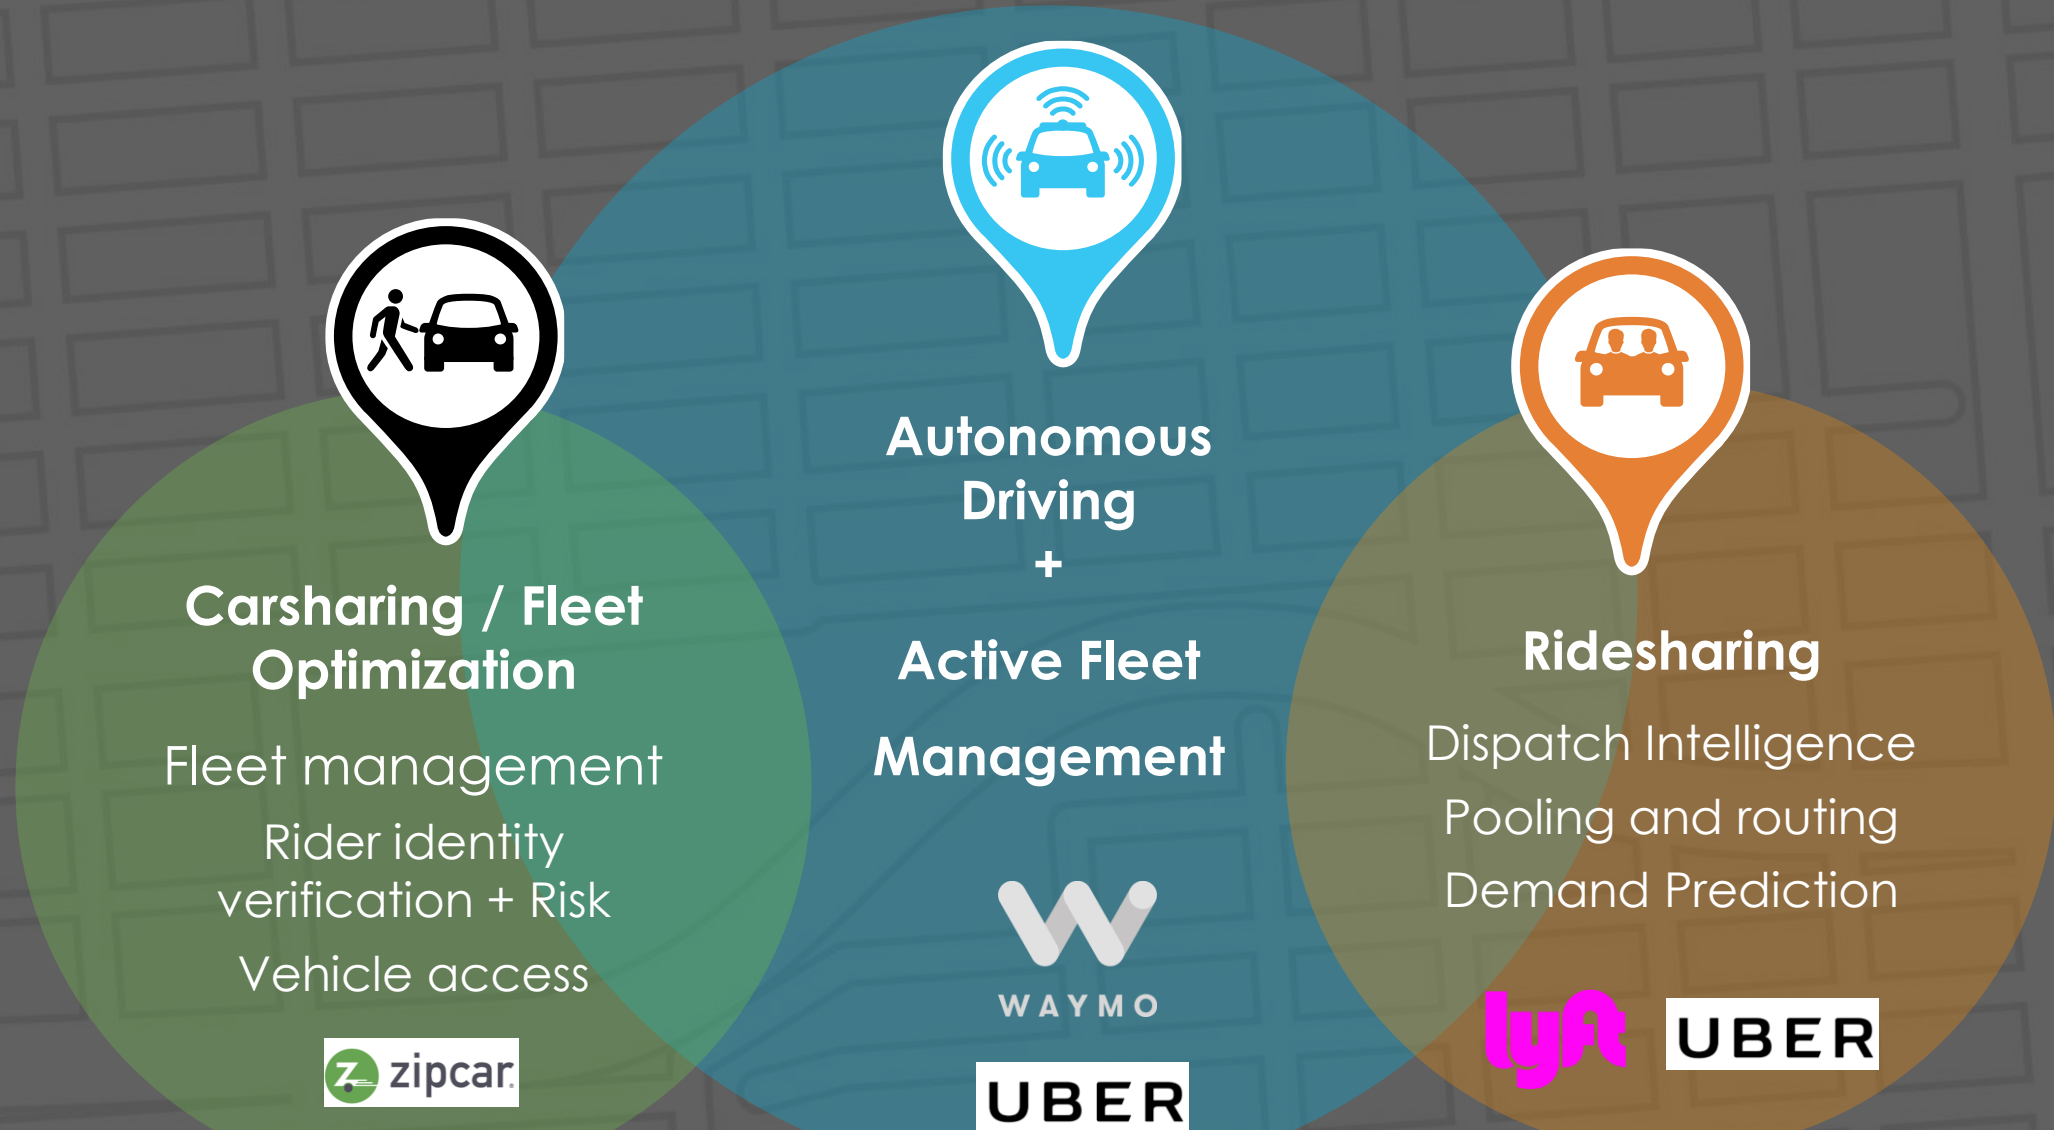 Carsharing / Fleet
Optimization
Fleet management
Rider identity
verification + Risk
Vehicle access
zipcar
Autonomous
Driving
+
Active Fleet
Management
WAYMO
UBER
Ridesharing
Dispatch Intelligence
Pooling and routing
Demand Prediction
lyft
UBER